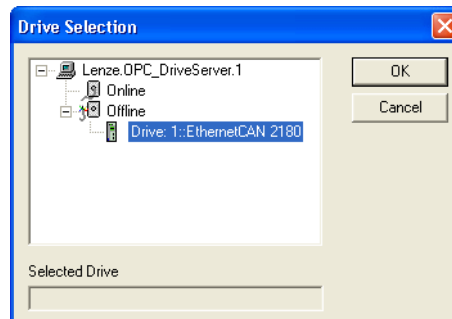 Drive Selection
Lenze.OPC_DriveServer.1
Online
Offline
Drive: 1::EthernetCAN 2180
OK
Cancel
Selected Drive